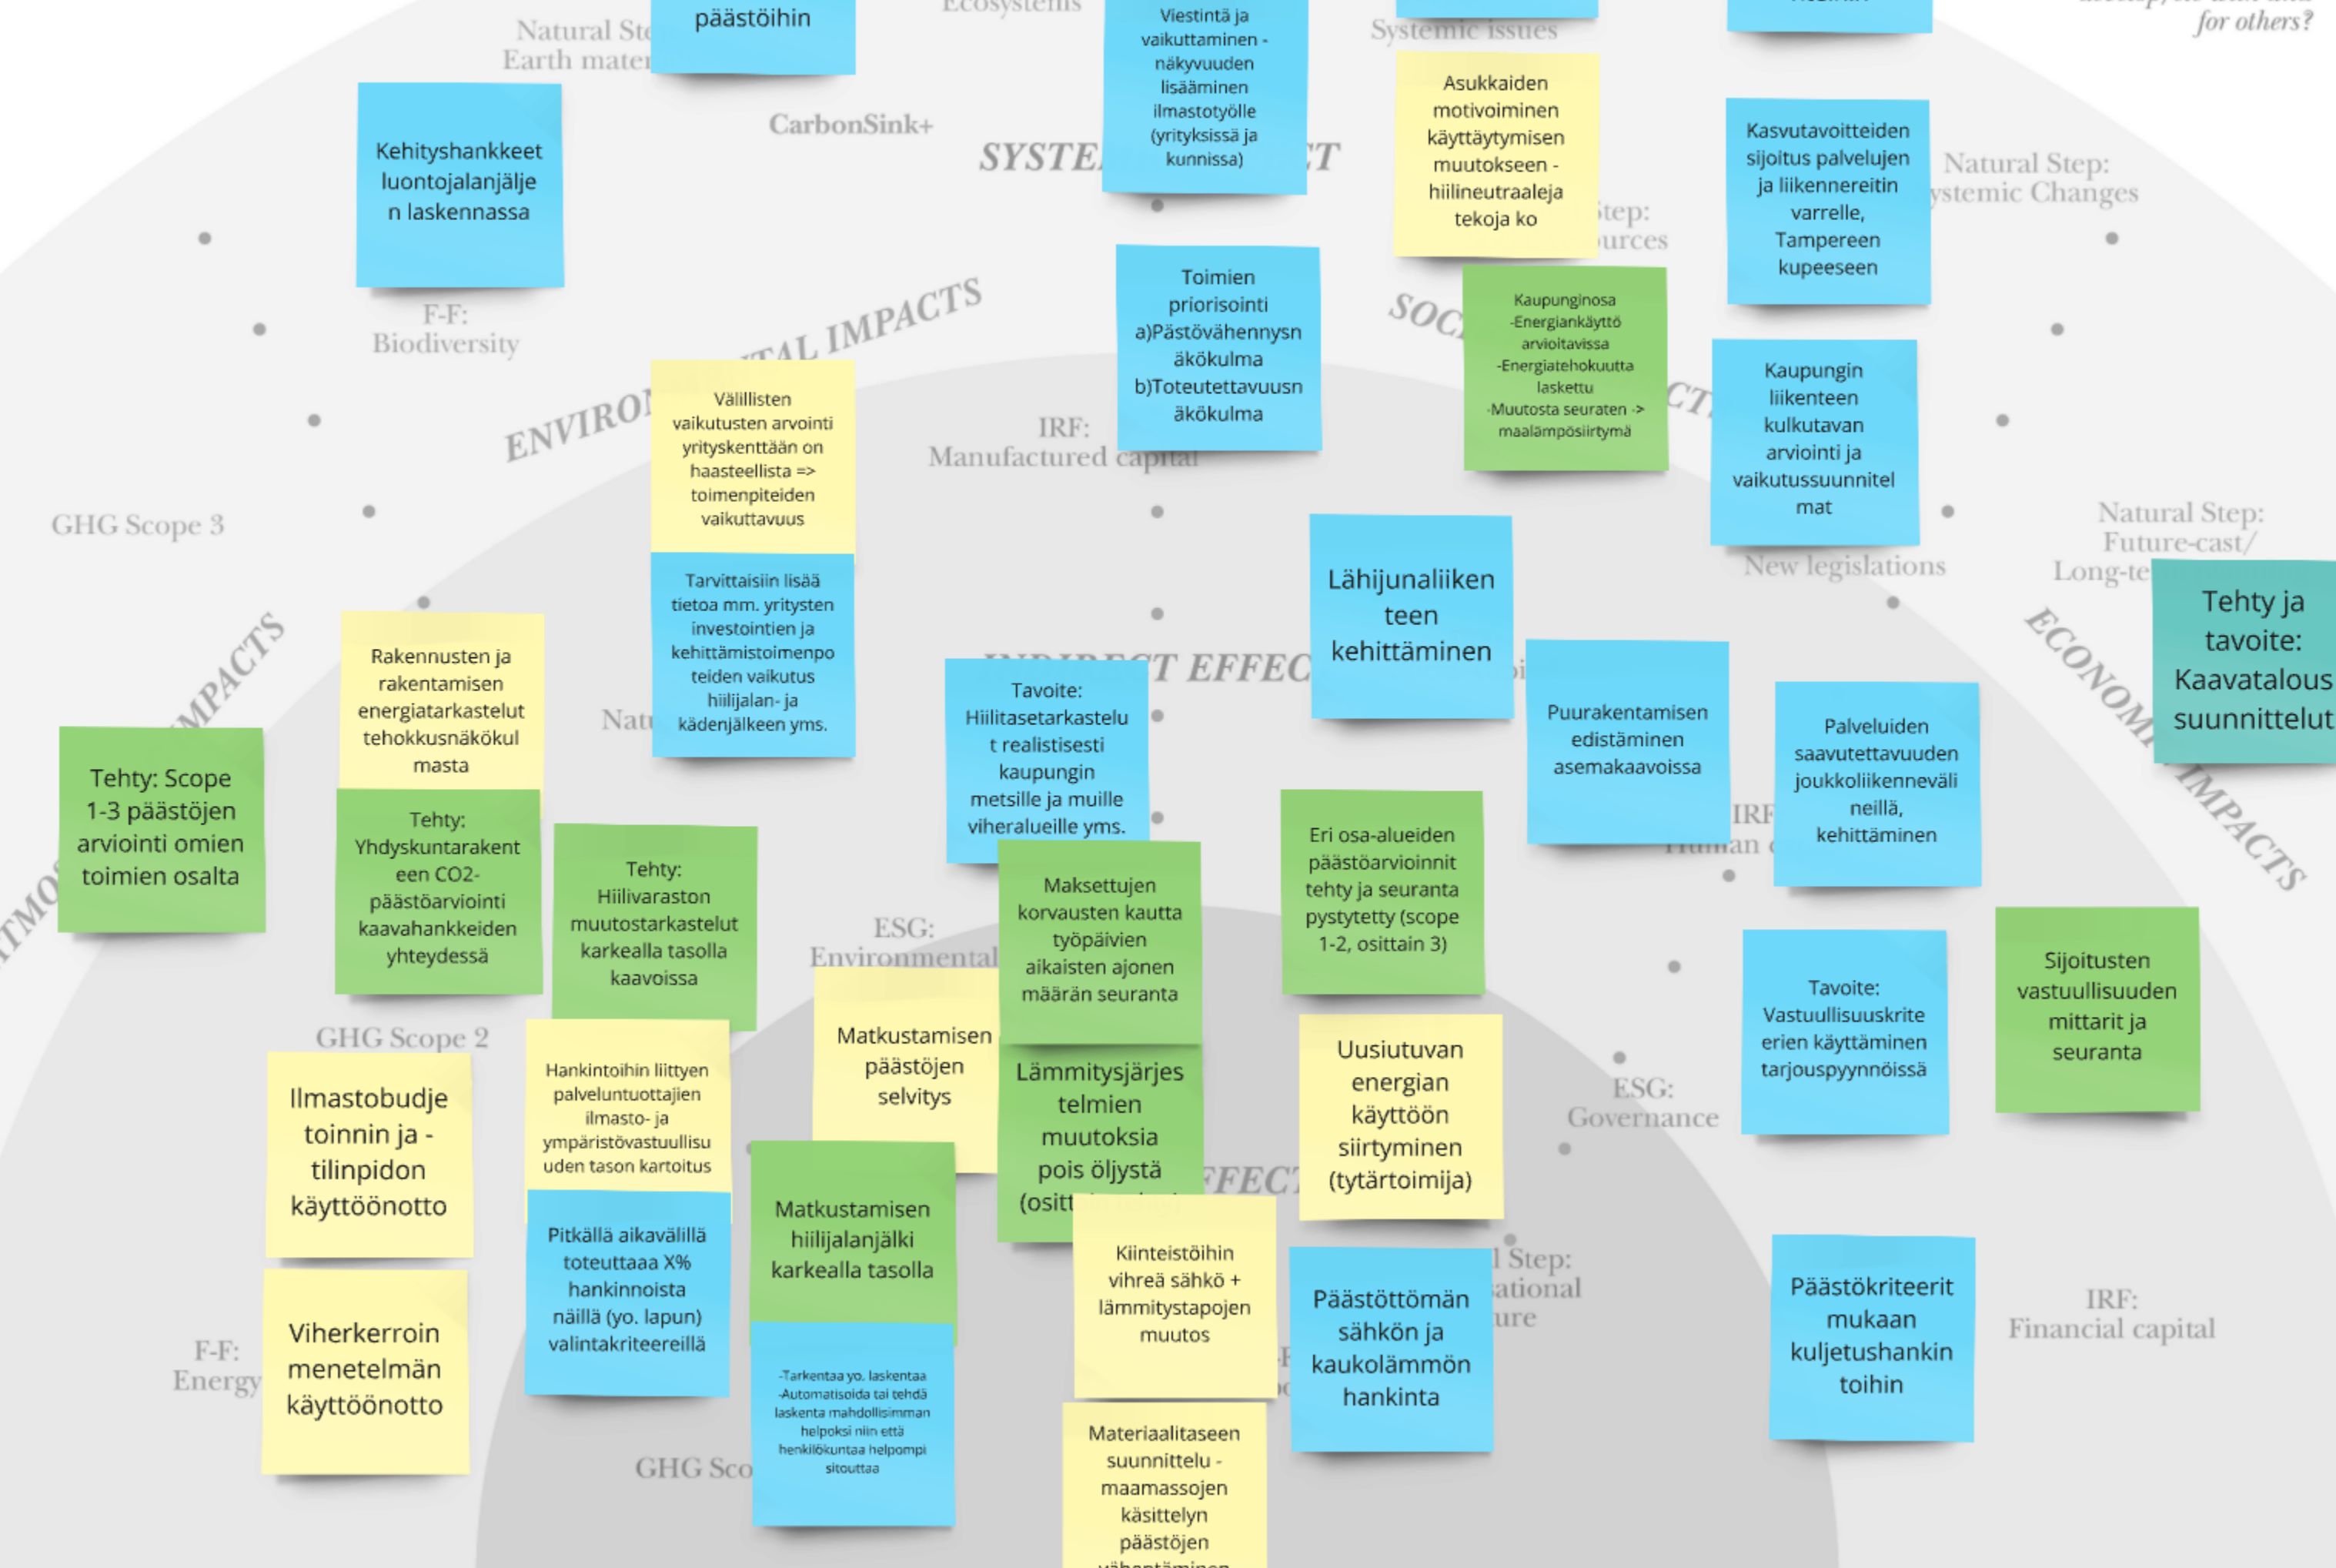 päästöihin
Ecosystems
Viestintä ja
vaikuttaminen -
näkyvuuden
lisääminen
ilmastotyölle
(yrityksissä ja
kunnissa)
Systemic issues
for others?
Natural
Earth
CarbonSink+
Kehityshankkeet
luontojalanjälje
n laskennassa
Asukkaiden
motivoiminen
käyttäytymisen
muutokseen -
hiilineutraaleja
tekoja ko
Kasvutavoitteiden
sijoitus palvelujen
ja liikennereitin
varrelle,
Tampereen
kupeeseen
Natural Step:
Systemic Changes
Step:
F-F:
Biodiversity
IMPACTS
Toimien
priorisointi
a)Pästövähennysn
äkökulma
b)Toteutettavuusn
äkökulma
Kaupunginosa
-Energiankäyttö
arvioitavissa
-Energiatehokuutta
laskettu
-Muutosta seuraten ->
maalämpösiirtymä
Kaupungin
liikenteen
kulkutavan
arviointi ja
vaikutussuunnitel
mat
Välillisten
vaikutusten arvointi
yrityskenttään on
haasteellista =>
toimenpiteiden
vaikuttavuus
IRF:
Manufactured capital
GHG Scope 3
Natural Step:
Future-cast/
New legislations
Tarvittaisiin lisää
tietoa mm. yritysten
investointien ja
kehittämistoimenpo
teiden vaikutus
hiilijalan- ja
kädenjälkeen yms.
Lähijunaliiken
teen
kehittäminen
Tehty ja
tavoite:
Kaavatalous
suunnittelut
IMPACTS
Rakennusten ja
rakentamisen
energiatarkastelut
tehokkusnäkökul
masta
Tavoite:
Hiilitasetarkastelu
t realistisesti
kaupungin
metsille ja muille
viheralueille yms.
Puurakentamisen
edistäminen
asemakaavoissa
Palveluiden
saavutettavuuden
joukkoliikenneväli
neillä,
kehittäminen
IMPACTS
Tehty: Scope
1-3 päästöjen
arviointi omien
toimien osalta
Tehty:
Yhdyskuntarakent
een CO2-
päästöarviointi
kaavahankkeiden
yhteydessä
Tehty:
Hiilivaraston
muutostarkastelut
karkealla tasolla
kaavoissa
ESG:
Environmental
Maksettujen
korvausten kautta
työpäivien
aikaisten ajonen
määrän seuranta
Eri osa-alueiden
päästöarvioinnit
tehty ja seuranta
pystytetty (scope
1-2, osittain 3)
Tavoite:
Vastuullisuuskrite
erien käyttäminen
tarjouspyynnöissä
Sijoitusten
vastuullisuuden
mittarit ja
seuranta
GHG Scope 2
Ilmastobudje
toinnin ja -
tilinpidon
käyttöönotto
Hankintoihin liittyen
palveluntuottajien
ilmasto- ja
ympäristövastuullisu
uden tason kartoitus
Matkustamisen
päästöjen
selvitys
Lämmitysjärjes
telmien
muutoksia
pois öljystä
Uusiutuvan
energian
käyttöön
siirtyminen
(tytärtoimija)
ESG:
Governance
Pitkällä aikavälillä
toteuttaaa X%
hankinnoista
näillä (yo. lapun)
valintakriteereillä
Matkustamisen
hiilijalanjälki
karkealla tasolla
Kiinteistöihin
vihreä sähkö +
lämmitystapojen
muutos
Step:
Päästöttömän
sähkön ja
kaukolämmön
hankinta
Päästökriteerit
mukaan
kuljetushankin
toihin
IRF:
Financial capital
F-F:
Energy
Viherkerroin
menetelmän
käyttöönotto
-Tarkentaa yo. laskentaa
-Automatisoida tai tehdä
laskenta mahdollisimman
helpoksi niin että
henkilökuntaa helpompi
sitouttaa
GHG
Materiaalitaseen
suunnittelu -
maamassojen
käsittelyn
päästöjen
vähentäminen